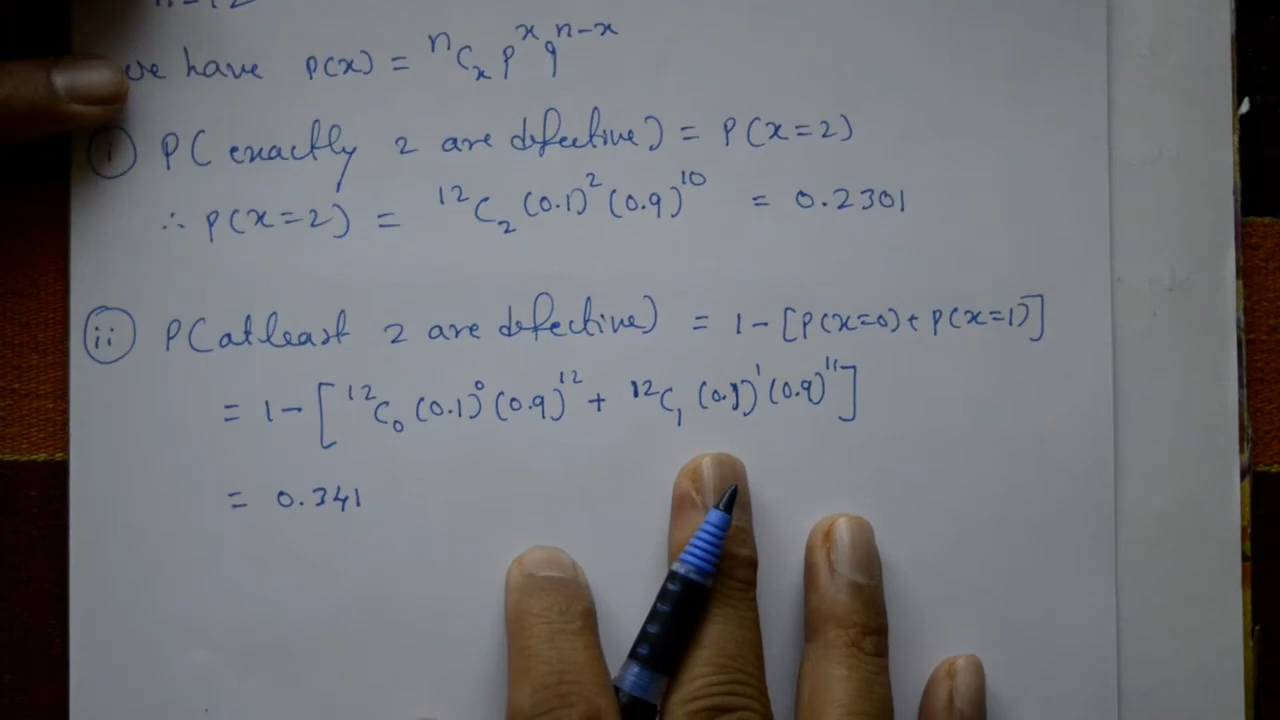 we have p(x) = ⁿCₓ pˣ qⁿ⁻ˣ
(i) P(exactly 2 are defective) = P(x=2)
∴ p(x=2) = ¹²C₂ (0.1)² (0.9)¹⁰ = 0.2301
(ii) P(atleast 2 are defective) = 1 - [P(x=0) + P(x=1)]
= 1 - [¹²C₀ (0.1)⁰ (0.9)¹² + ¹²C₁ (0.1)¹ (0.9)¹¹]
= 0.341